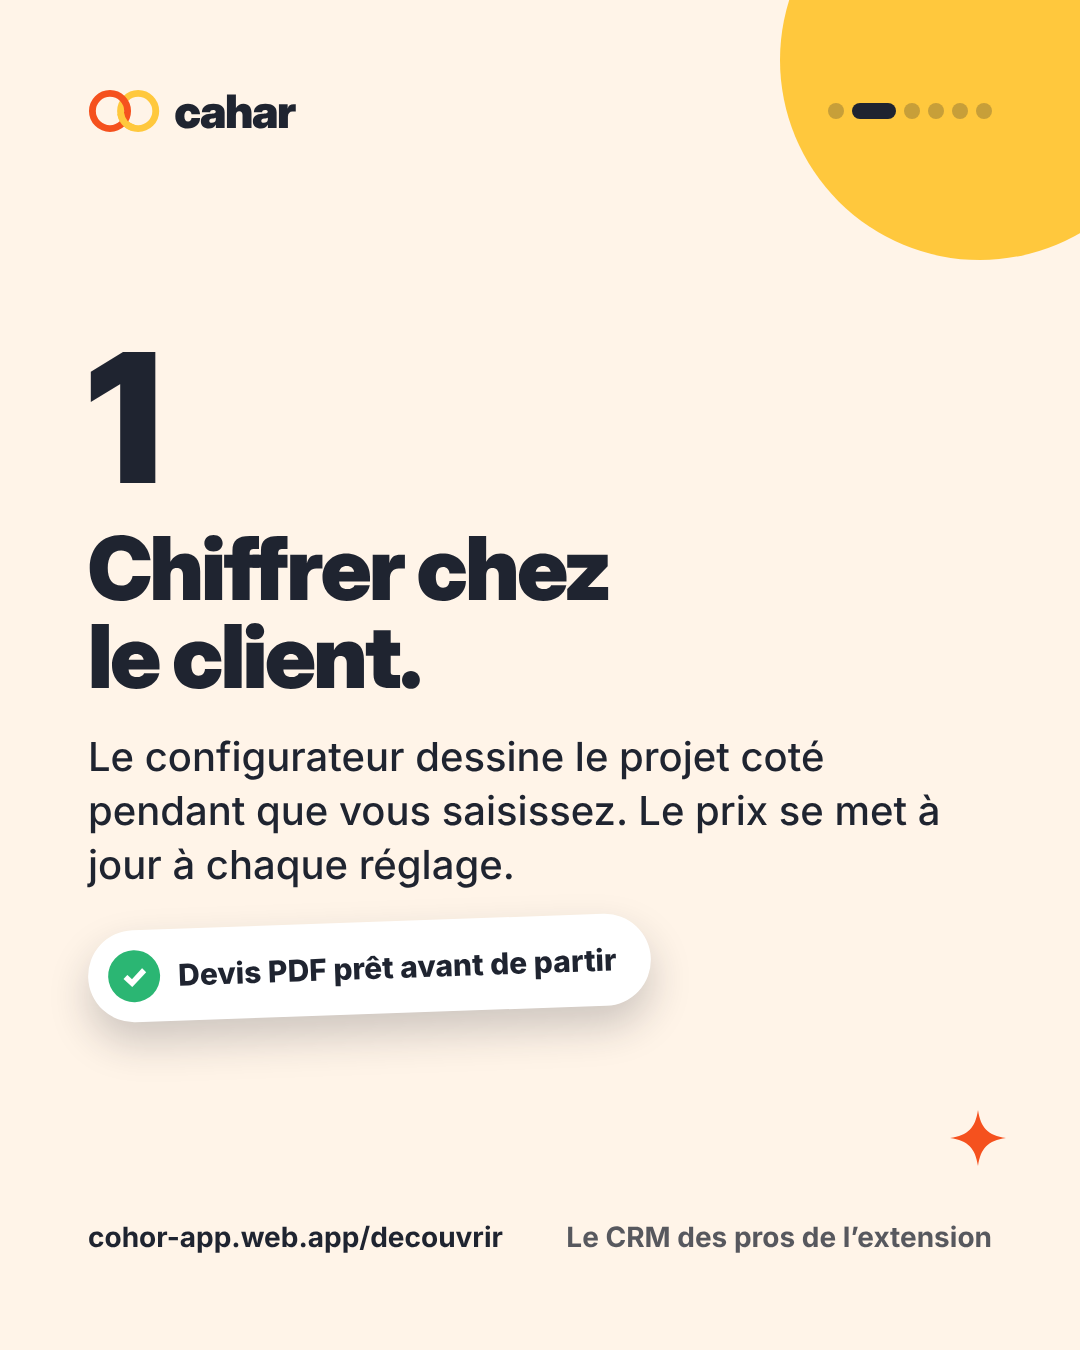 cahar
1
Chiffrer chez
le client.
Le configurateur dessine le projet coté
pendant que vous saisissez. Le prix se met à
jour à chaque réglage.
Devis PDF prêt avant de partir
cohor-app.web.app/decouvrir
Le CRM des pros de l’extension